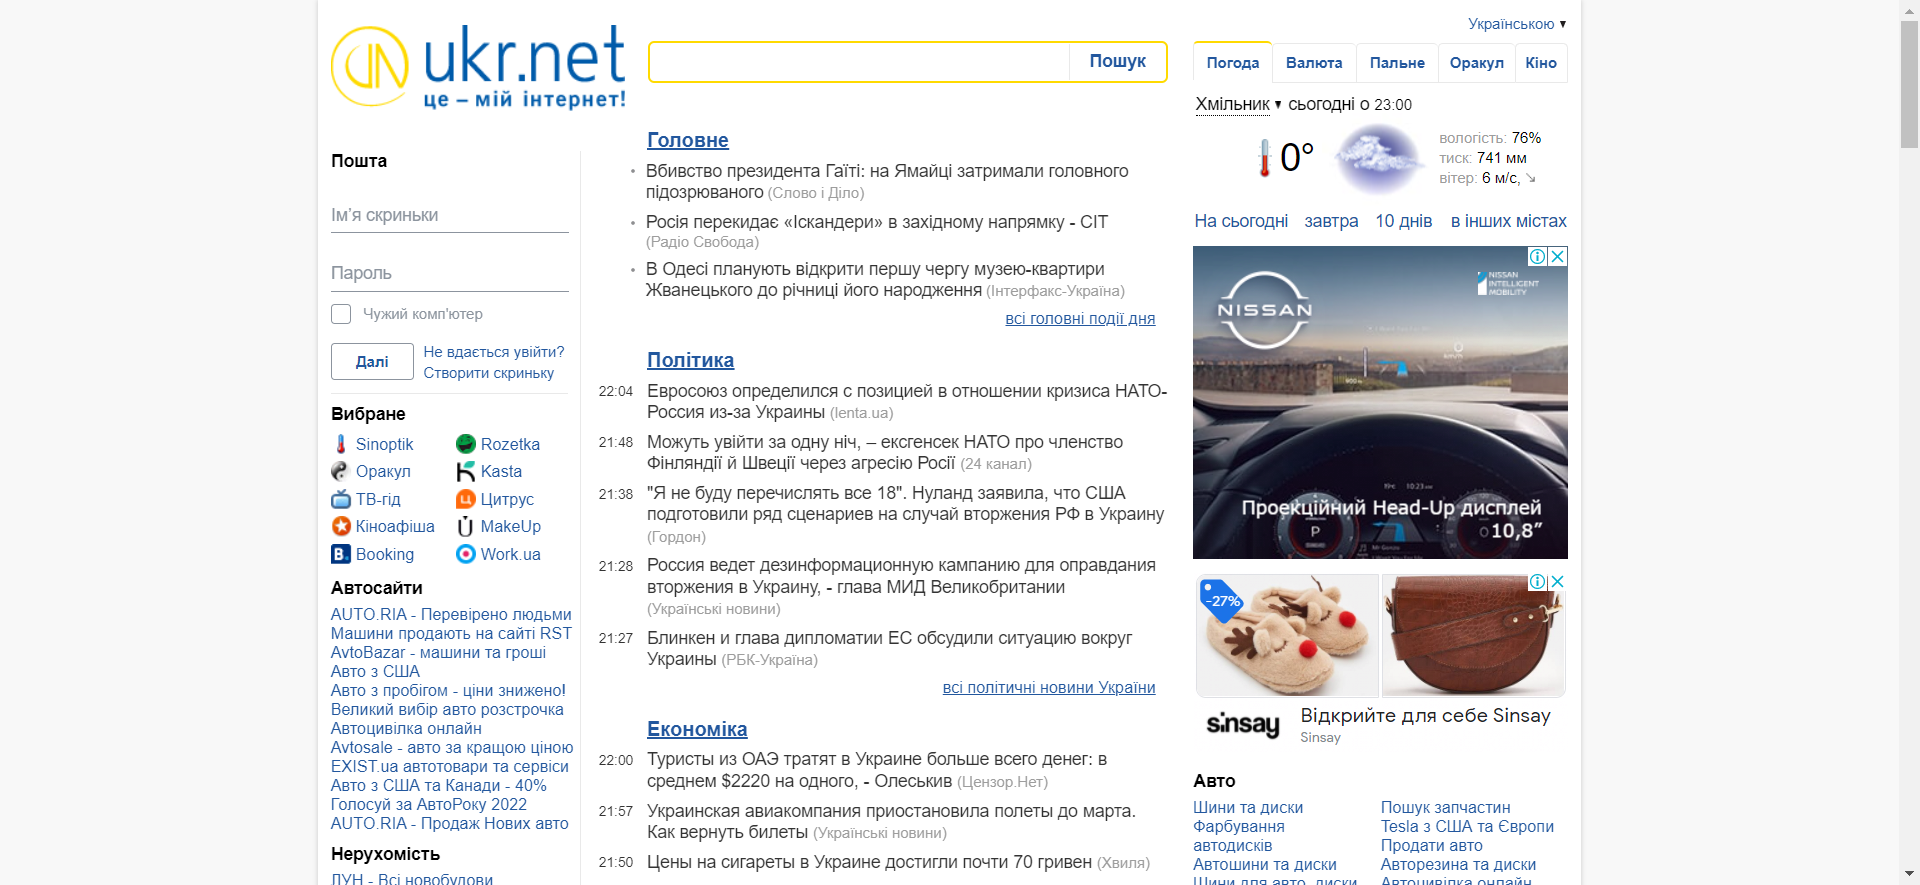 Українською ▼
ukr.net
це – мій інтернет!
Пошук
Погода Валюта Пальне Оракул Кіно
Хмільник ▼ сьогодні о 23:00
0°
вологість: 76%
тиск: 741 мм
вітер: 6 м/с,
На сьогодні завтра 10 днів в інших містах
Пошта
Ім'я скриньки
Пароль
Чужий комп'ютер
Далі
Не вдається увійти?
Створити скриньку
Вибране
Sinoptik Rozetka
Оракул Kasta
ТВ-гід Цитрус
Кіноафіша MakeUp
B. Booking Work.ua
Автосайти
AUTO.RIA - Перевірено людьми
Машини продають на сайті RST
AvtoBazar - машини та гроші
Авто з США
Авто з пробігом - ціни знижено!
Великий вибір авто розстрочка
Автоцивілка онлайн
Avtosale - авто за кращою ціною
EXIST.ua автотовари та сервіси
Авто з США та Канади - 40%
Голосуй за АвтоРоку 2022
AUTO.RIA - Продаж Нових авто
Нерухомість
ЛУН - Всі новобудови
Головне
Вбивство президента Гаїті: на Ямайці затримали головного
підозрюваного (Слово і Діло)
Росія перекидає «Іскандери» в західному напрямку - CIT
(Радіо Свобода)
В Одесі планують відкрити першу чергу музею-квартири
Жванецького до річниці його народження (Інтерфакс-Україна)
всі головні події дня
Політика
22:04 Евросоюз определился с позицией в отношении кризиса НАТО-
Россия из-за Украины (lenta.ua)
21:48 Можуть увійти за одну ніч, – ексгенсек НАТО про членство
Фінляндії й Швеції через агресію Росії (24 канал)
21:38 "Я не буду перечислять все 18". Нуланд заявила, что США
подготовили ряд сценариев на случай вторжения РФ в Украину
(Гордон)
21:28 Россия ведет дезинформационную кампанию для оправдания
вторжения в Украину, - глава МИД Великобритании
(Українські новини)
21:27 Блинкен и глава дипломатии ЕС обсудили ситуацию вокруг
Украины (РБК-Україна)
всі політичні новини України
Економіка
22:00 Туристы из ОАЭ тратят в Украине больше всего денег: в
среднем $2220 на одного, - Олеськив (Цензор.Нет)
21:57 Украинская авиакомпания приостановила полеты до марта.
Как вернуть билеты (Українські новини)
21:50 Цены на сигареты в Украине достигли почти 70 гривен (Хвиля)
NISSAN
NISSAN
INTELLIGENT
MOBILITY
Проекційний Head-Up дисплей
10,8”
-27%
sinsay
Відкрийте для себе Sinsay
Sinsay
Авто
Шини та диски Пошук запчастин
Фарбування Tesla з США та Європи
автодисків Продати авто
Автошини та диски Авторезина та диски
Шини для авто, диски Автоцивілка онлайн